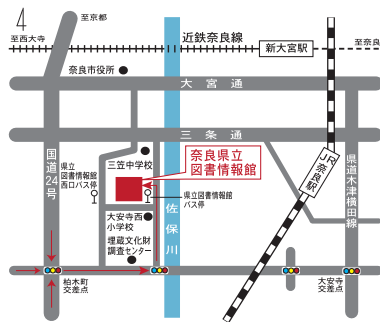 4
至京都
近鉄奈良線
至西大寺
新大宮駅
至奈良
奈良市役所
大宮通
三条通
三笠中学校
奈良県立
図書情報館
国道24号
県立
図書情報館
西口バス停
県立図書情報館
バス停
JR奈良駅
県道木津横田線
大安寺西
小学校
佐保川
埋蔵文化財
調査センター
柏木町
交差点
大安寺
交差点